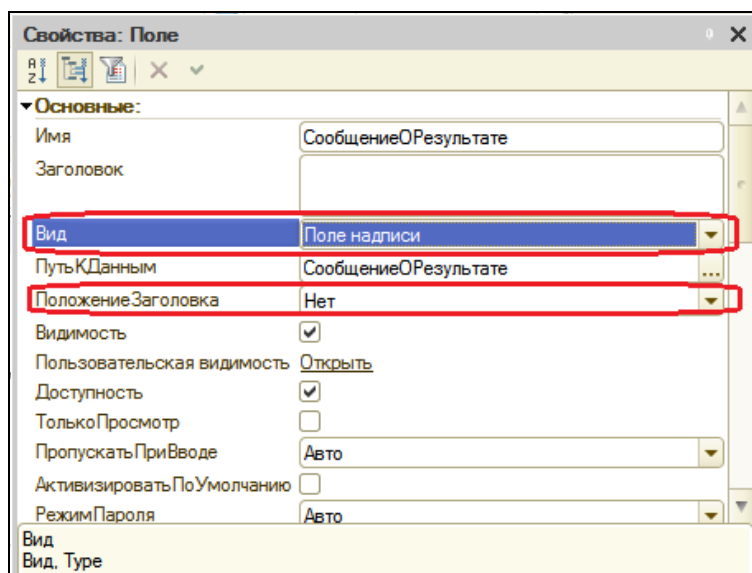 Свойства: Поле
Основные:
Имя СообщениеОРезультате
Заголовок
Вид Поле надписи
ПутьКДанным СообщениеОРезультате ...
ПоложениеЗаголовка Нет
Видимость
Пользовательская видимость Открыть
Доступность
ТолькоПросмотр
ПропускатьПриВводе Авто
АктивизироватьПоУмолчанию
РежимПароля Авто
Вид
Вид, Type